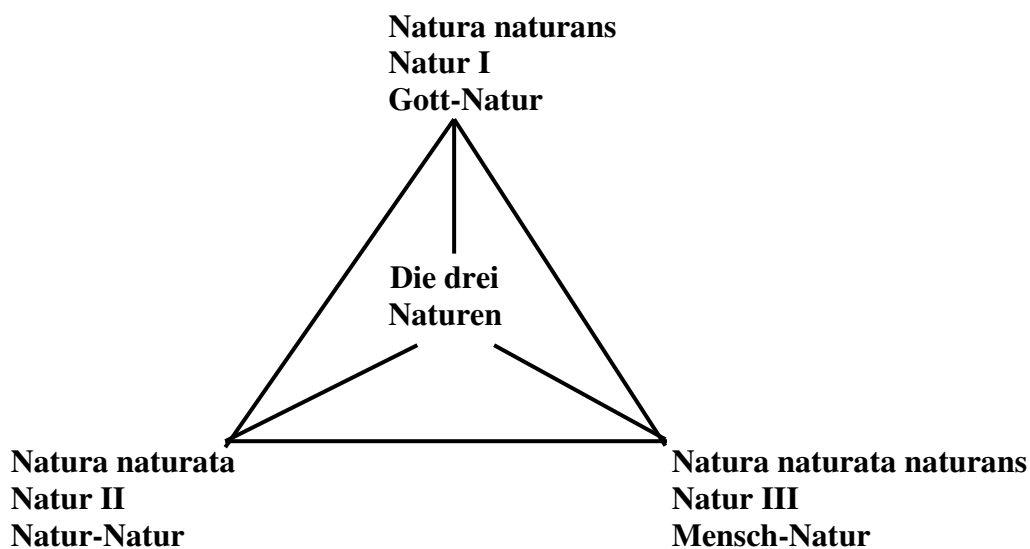 Natura naturans
Natur I
Gott-Natur
Die drei
Naturen
Natura naturata
Natur II
Natur-Natur
Natura naturata naturans
Natur III
Mensch-Natur